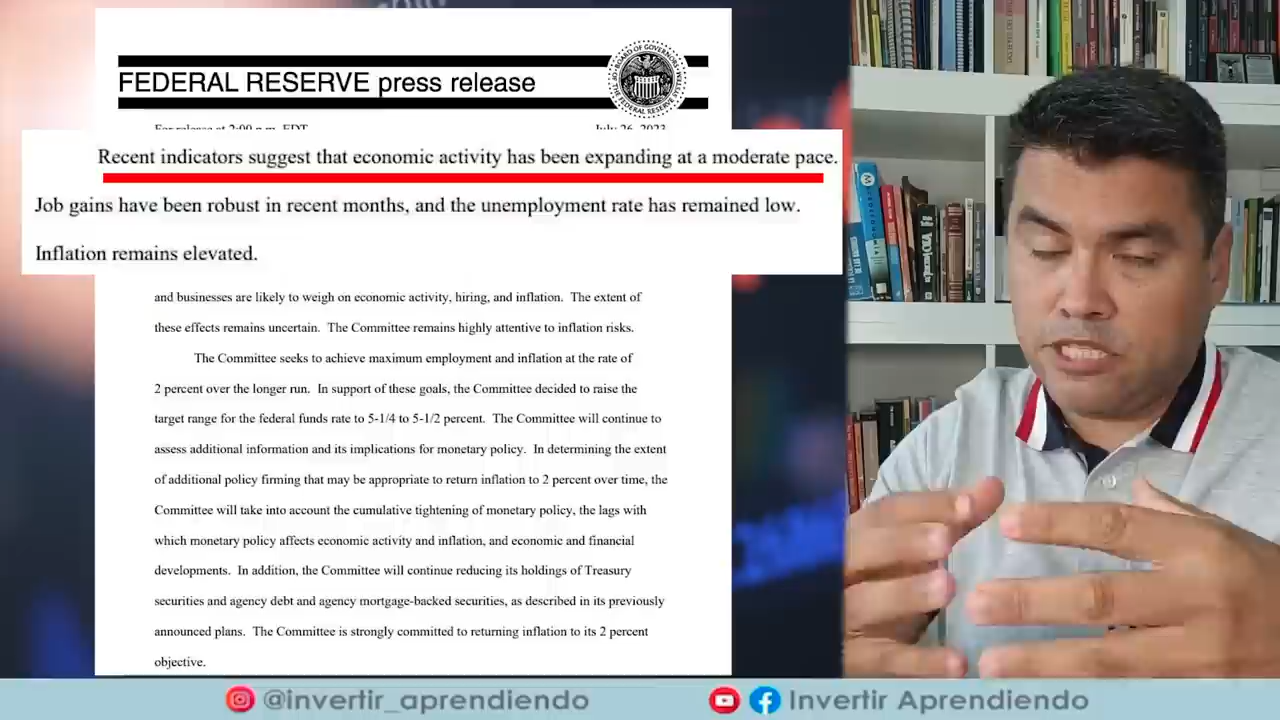 FEDERAL RESERVE press release
For release at 2:00 p.m. EDT July 26, 2023
Recent indicators suggest that economic activity has been expanding at a moderate pace.
Job gains have been robust in recent months, and the unemployment rate has remained low.
Inflation remains elevated.
and businesses are likely to weigh on economic activity, hiring, and inflation. The extent of
these effects remains uncertain. The Committee remains highly attentive to inflation risks.
The Committee seeks to achieve maximum employment and inflation at the rate of
2 percent over the longer run. In support of these goals, the Committee decided to raise the
target range for the federal funds rate to 5-1/4 to 5-1/2 percent. The Committee will continue to
assess additional information and its implications for monetary policy. In determining the extent
of additional policy firming that may be appropriate to return inflation to 2 percent over time, the
Committee will take into account the cumulative tightening of monetary policy, the lags with
which monetary policy affects economic activity and inflation, and economic and financial
developments. In addition, the Committee will continue reducing its holdings of Treasury
securities and agency debt and agency mortgage-backed securities, as described in its previously
announced plans. The Committee is strongly committed to returning inflation to its 2 percent
objective.
@invertir_aprendiendo
Invertir Aprendiendo